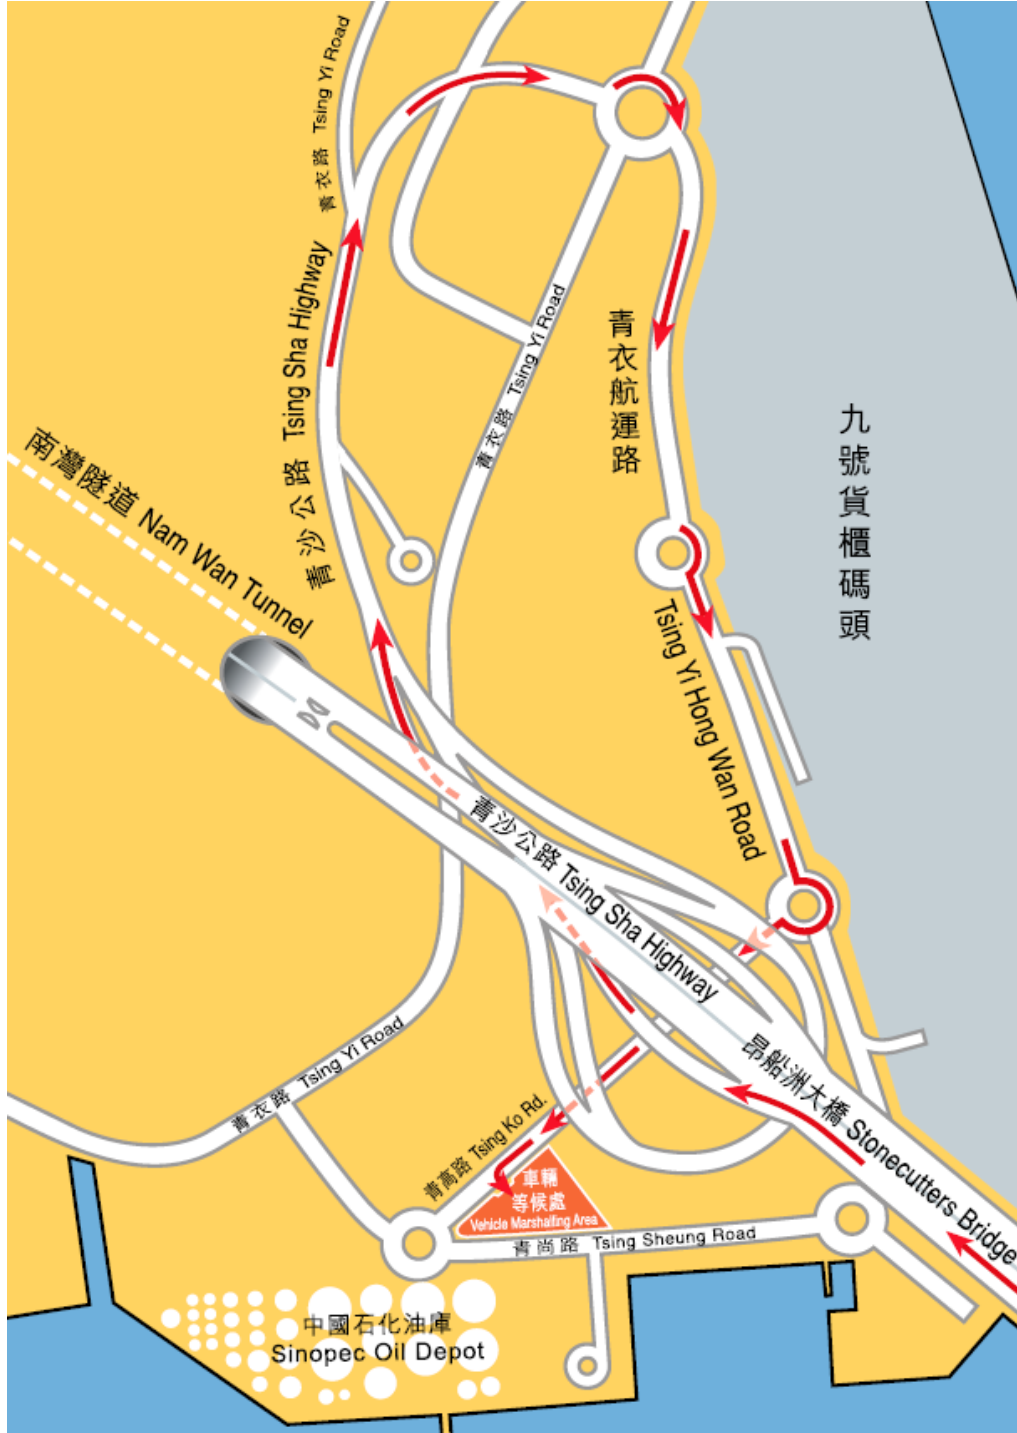 青衣路 Tsing Yi Road
青沙公路 Tsing Sha Highway
青衣路 Tsing Yi Road
青衣航運路
九號貨櫃碼頭
南灣隧道 Nam Wan Tunnel
Tsing Yi Hong Wan Road
青沙公路 Tsing Sha Highway
昂船洲大橋 Stonecutters Bridge
青衣路 Tsing Yi Road
青高路 Tsing Ko Rd.
車輛
等候處
Vehicle Marshalfing Area
青尚路 Tsing Sheung Road
中國石化油庫
Sinopec Oil Depot